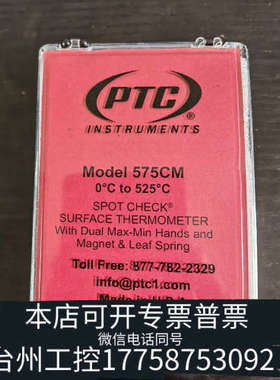 PTC®
INSTRUMENTS
Model 575CM
0°C to 525°C
SPOT CHECK®
SURFACE THERMOMETER
With Dual Max-Min Hands and
Magnet & Leaf Spring
Toll Free: 877-782-2329
info@ptc1.com
Made in
本店可开专票普票
微信电话同号
台州工控17758753092